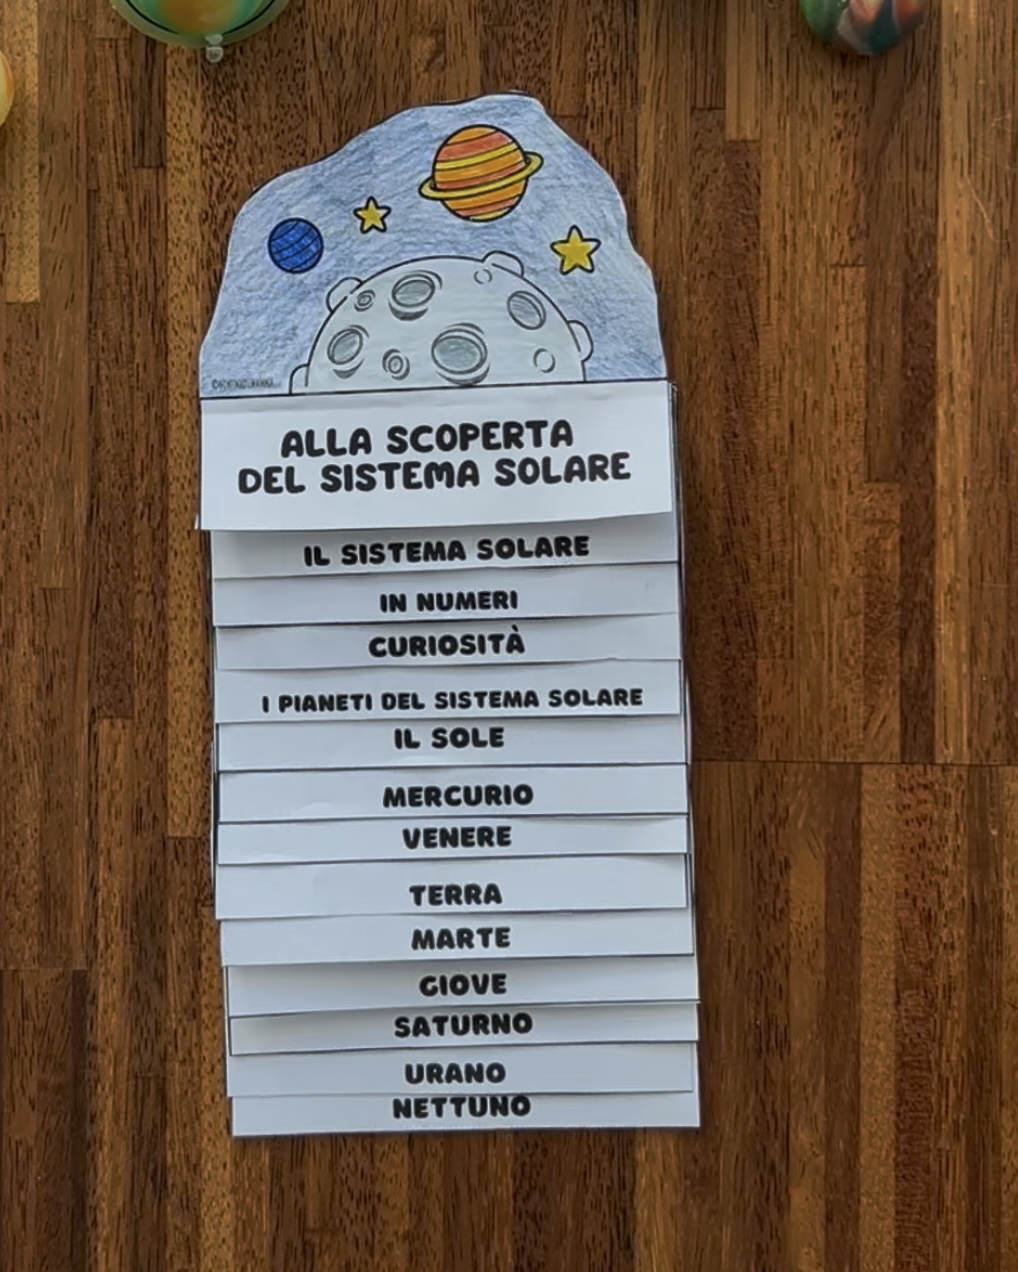 ALLA SCOPERTA
DEL SISTEMA SOLARE
IL SISTEMA SOLARE
IN NUMERI
CURIOSITÀ
I PIANETI DEL SISTEMA SOLARE
IL SOLE
MERCURIO
VENERE
TERRA
MARTE
GIOVE
SATURNO
URANO
NETTUNO